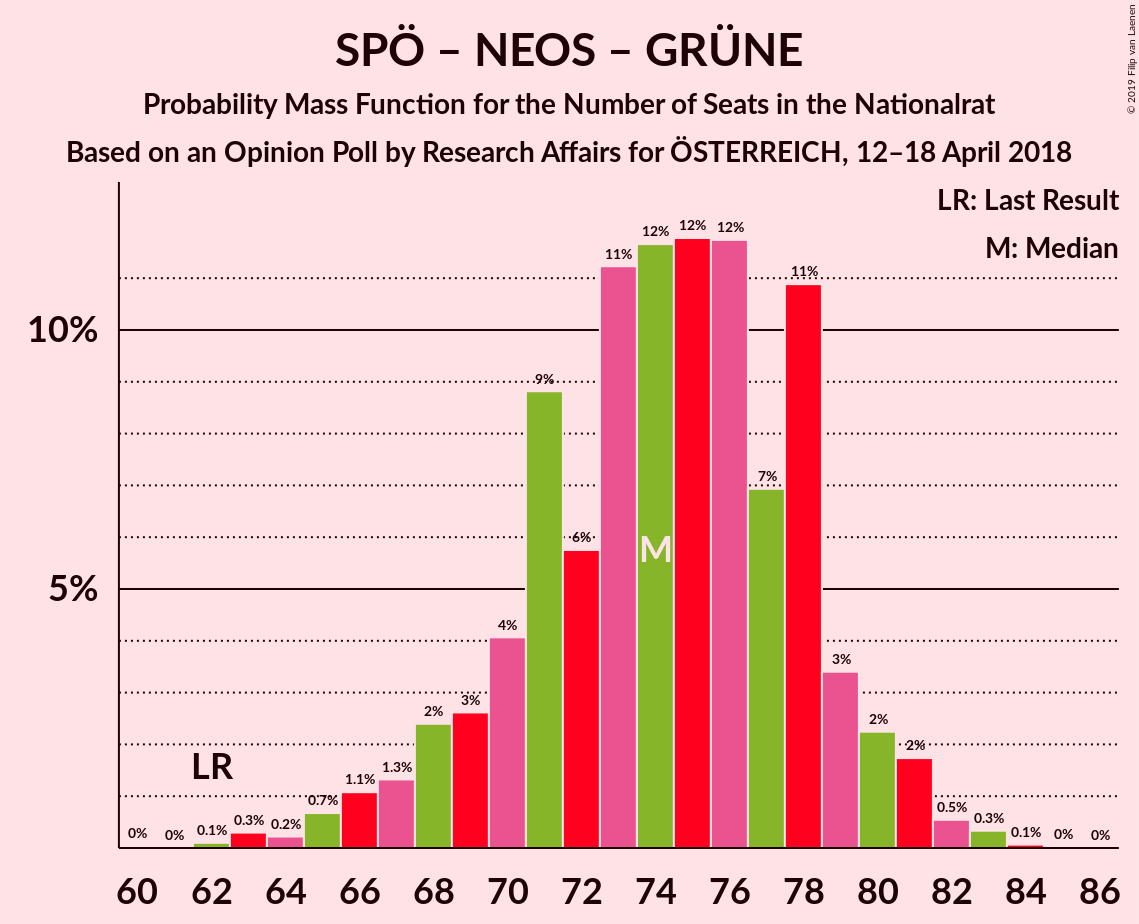 SPÖ – NEOS – GRÜNE
Probability Mass Function for the Number of Seats in the Nationalrat
Based on an Opinion Poll by Research Affairs for ÖSTERREICH, 12–18 April 2018
© 2019 Filip van Laenen
LR: Last Result
M: Median
10%
5%
0% 0% 0.1% 0.3% 0.2% 0.7% 1.1% 1.3% 2% 3% 4% 9% 6% 11% 12% 12% 12% 7% 11% 3% 2% 2% 0.5% 0.3% 0.1% 0% 0%
LR
M
60 62 64 66 68 70 72 74 76 78 80 82 84 86